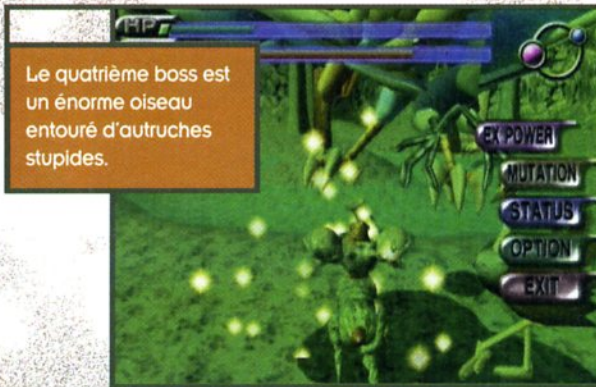 HP
Le quatrième boss est
un énorme oiseau
entouré d'autruches
stupides.
EX POWER
MUTATION
STATUS
OPTION
EXIT